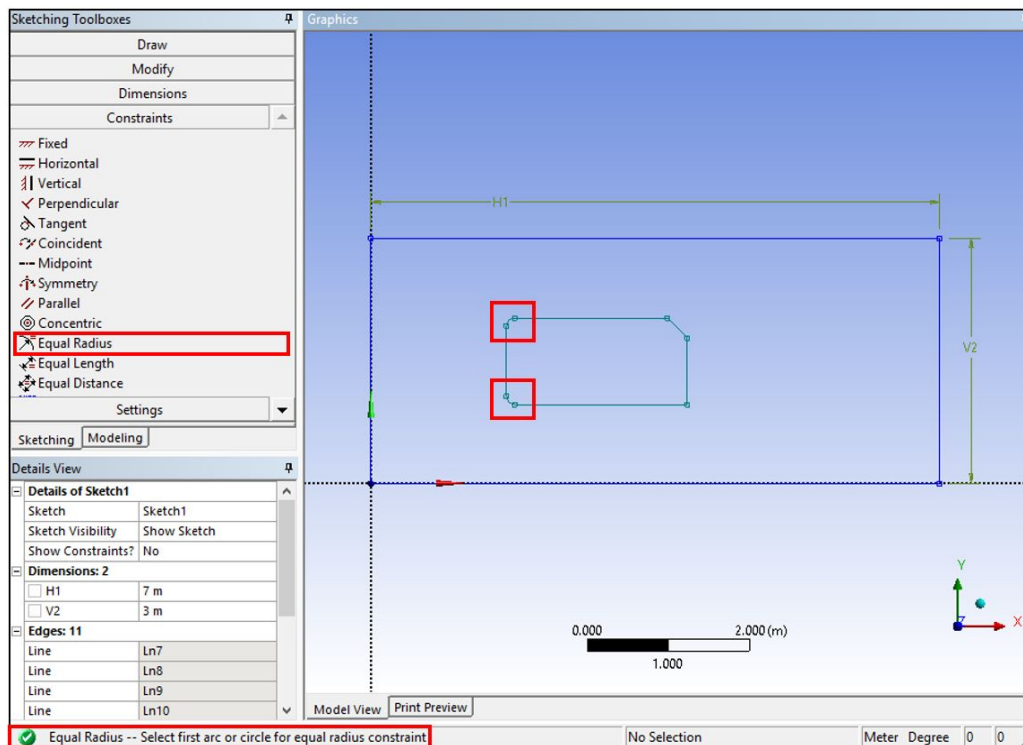 Sketching Toolboxes
Draw
Modify
Dimensions
Constraints
Fixed
Horizontal
Vertical
Perpendicular
Tangent
Coincident
Midpoint
Symmetry
Parallel
Concentric
Equal Radius
Equal Length
Equal Distance
Settings
Sketching Modeling
Details View
Details of Sketch1
Sketch Sketch1
Sketch Visibility Show Sketch
Show Constraints? No
Dimensions: 2
H1 7 m
V2 3 m
Edges: 11
Line Ln7
Line Ln8
Line Ln9
Line Ln10
Graphics
H1
V2
Y
Z
X
0.000 2.000 (m)
1.000
Model View Print Preview
Equal Radius -- Select first arc or circle for equal radius constraint No Selection Meter Degree 0 0